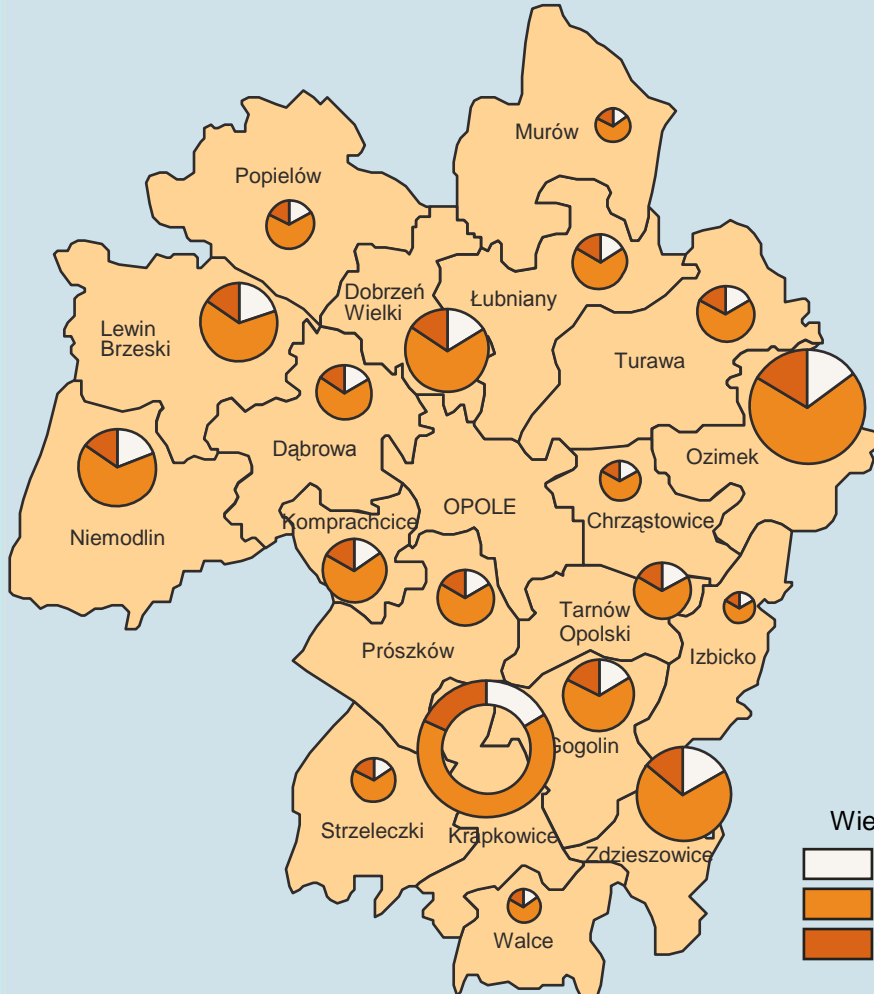 Murów
Popielów
Dobrzeń
Wielki
Łubniany
Lewin
Brzeski
Turawa
Dąbrowa
Ozimek
Niemodlin
Komprachcice
OPOLE
Chrząstowice
Tarnów
Opolski
Prószków
Izbicko
Gogolin
Strzeleczki
Krapkowice
Zdzieszowice
Wie
Walce